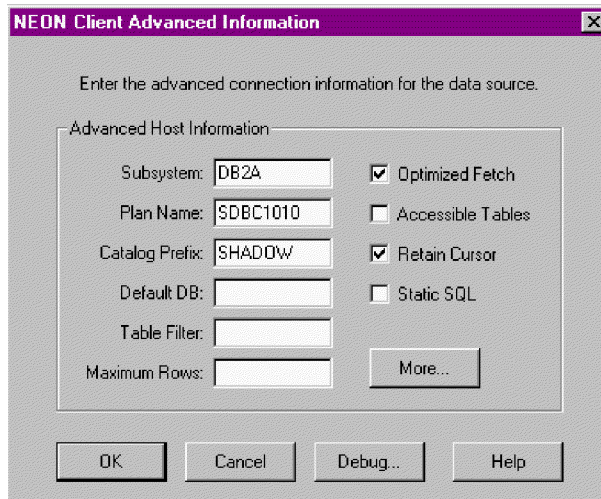 NEON Client Advanced Information
Enter the advanced connection information for the data source.
Advanced Host Information
Subsystem: DB2A Optimized Fetch
Plan Name: SDBC1010 Accessible Tables
Catalog Prefix: SHADOW Retain Cursor
Default DB: Static SQL
Table Filter:
Maximum Rows: More...
OK Cancel Debug... Help